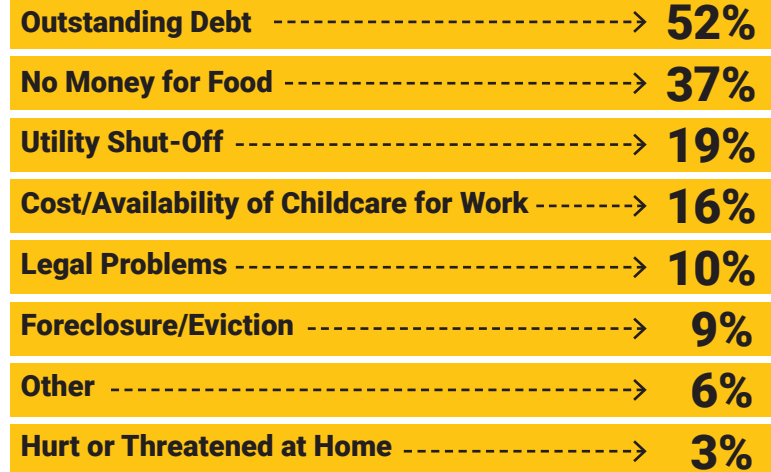 Outstanding Debt 52%
No Money for Food 37%
Utility Shut-Off 19%
Cost/Availability of Childcare for Work 16%
Legal Problems 10%
Foreclosure/Eviction 9%
Other 6%
Hurt or Threatened at Home 3%